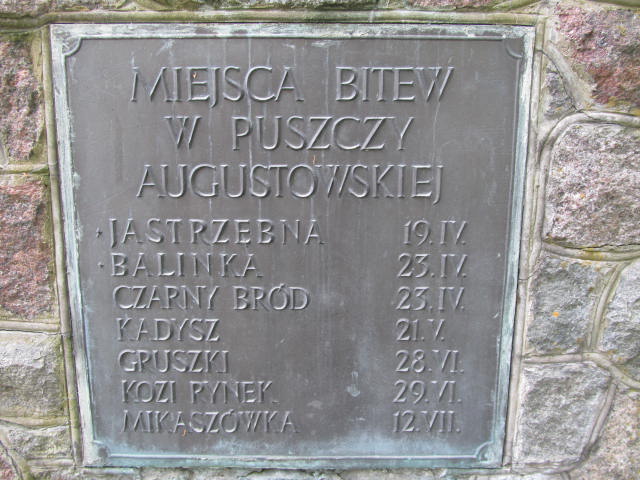 MIEJSCA BITEW
W PUSZCZY
AUGUSTOWSKIEJ
JASTRZĘBNA 19. IV.
BALINKA 23. IV.
CZARNY BRÓD 23. IV.
KADYSZ 21. V.
GRUSZKI 28. VI.
KOZI RYNEK 29. VI.
MIKASZÓWKA 12. VII.